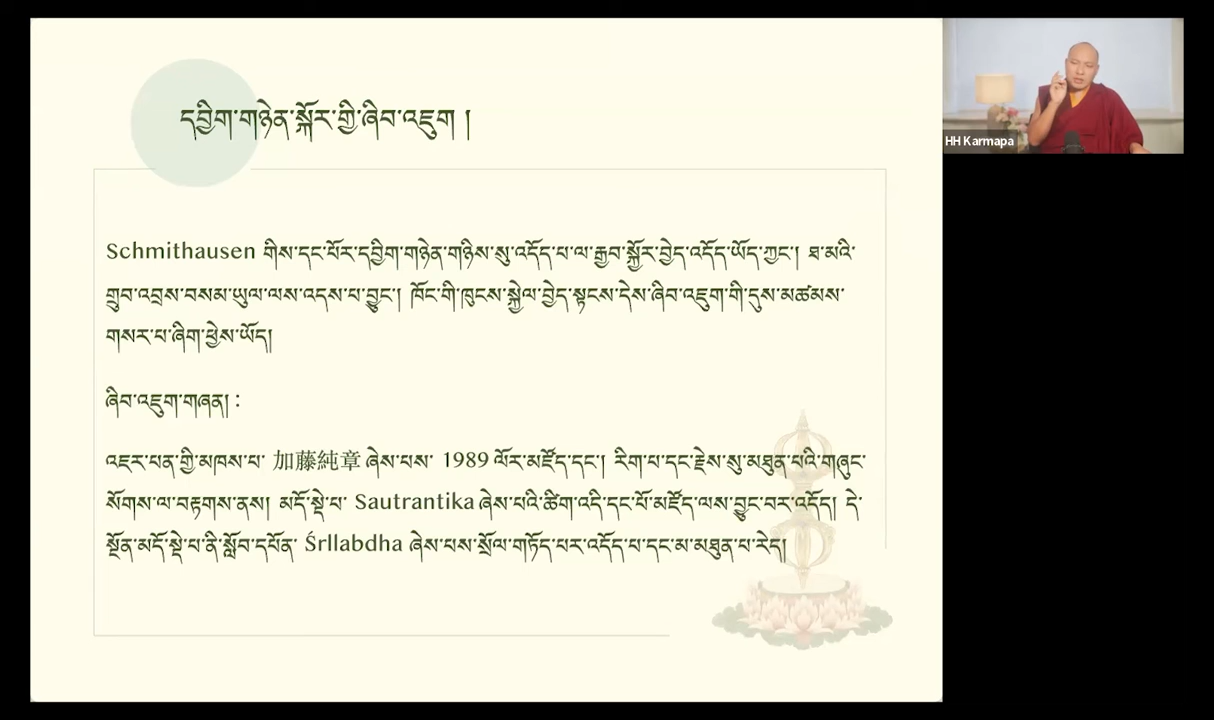 དབྱིག་གཉེན་སྐོར་གྱི་ཞིབ་འཇུག །
HH Karmapa
Schmithausen གིས་དང་པོར་དབྱིག་གཉེན་གཉིས་སུ་འདོད་པ་ལ་རྒྱབ་སྐྱོར་བྱེད་འདོད་ཡོད་ཀྱང་། ཐ་མའི་
གྲུབ་འབྲས་བསམ་ཡུལ་ལས་འདས་པ་བྱུང་། ཁོང་གི་ཁུངས་སྐྱེལ་བྱེད་སྟངས་དེས་ཞིབ་འཇུག་གི་དུས་མཚམས་
གསར་པ་ཞིག་ཕྱེས་ཡོད།
ཞིབ་འཇུག་གཞན། :
འཇར་པན་གྱི་མཁས་པ་ 加藤純章 ཞེས་པས་ 1989 ལོར་མཛོད་དང་། རིག་པ་དང་རྗེས་སུ་མཐུན་པའི་གཞུང་
སོགས་ལ་བརྟགས་ནས། མདོ་སྡེ་པ་ Sautrantika ཞེས་པའི་ཚིག་འདི་དང་པོ་མཛོད་ལས་བྱུང་བར་འདོད། དེ་
སྔོན་མདོ་སྡེ་པ་ནི་སློབ་དཔོན་ Śrllabdha ཞེས་པས་སྲོལ་གཏོད་པར་འདོད་པ་དང་མ་མཐུན་པ་རེད།